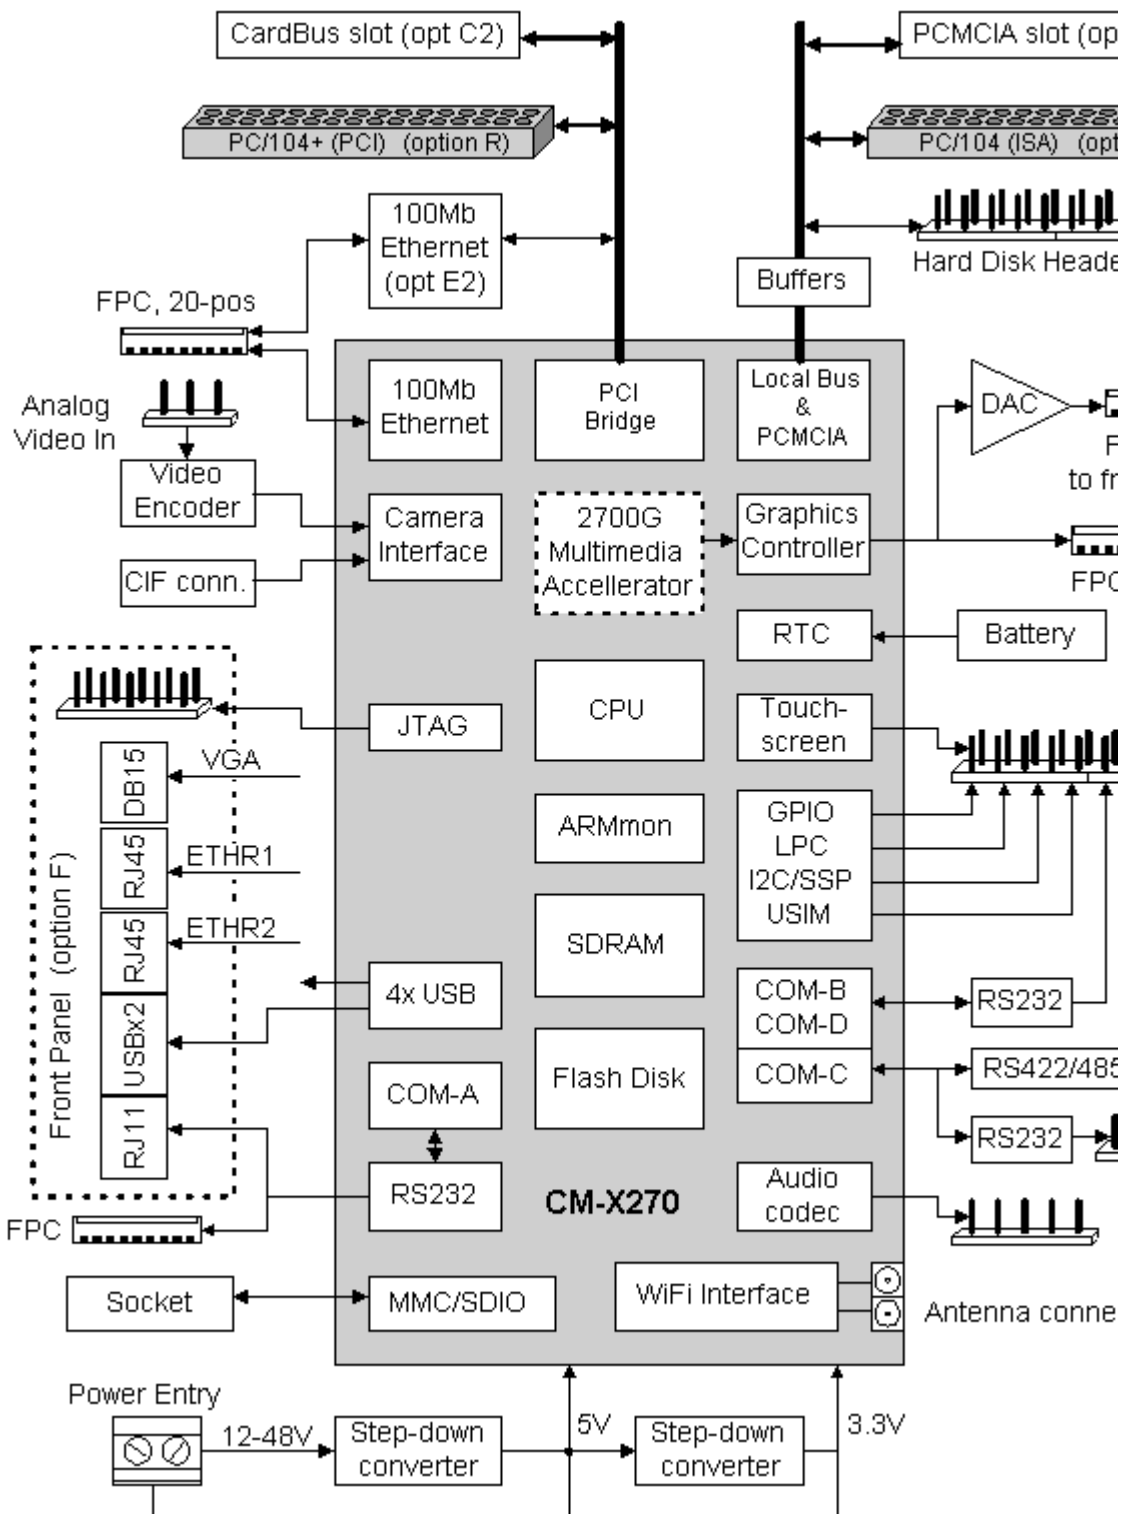 CardBus slot (opt C2)
PCMCIA slot (op
PC/104+ (PCI) (option R)
PC/104 (ISA) (opt
100Mb
Ethernet
(opt E2)
Hard Disk Heade
Buffers
FPC, 20-pos
100Mb
Ethernet
PCI
Bridge
Local Bus
&
PCMCIA
DAC
Analog
Video In
F
to fr
Video
Encoder
Camera
Interface
2700G
Multimedia
Accellerator
Graphics
Controller
CIF conn.
FPC
RTC
Battery
JTAG
CPU
Touch-
screen
Front Panel (option F)
DB15
VGA
RJ45
ETHR1
RJ45
ETHR2
USBx2
RJ11
ARMmon
GPIO
LPC
I2C/SSP
USIM
SDRAM
4x USB
COM-B
COM-D
RS232
Flash Disk
COM-C
RS422/485
COM-A
RS232
RS232
CM-X270
Audio
codec
FPC
Socket
MMC/SDIO
WiFi Interface
Antenna conne
Power Entry
12-48V
Step-down
converter
5V
Step-down
converter
3.3V